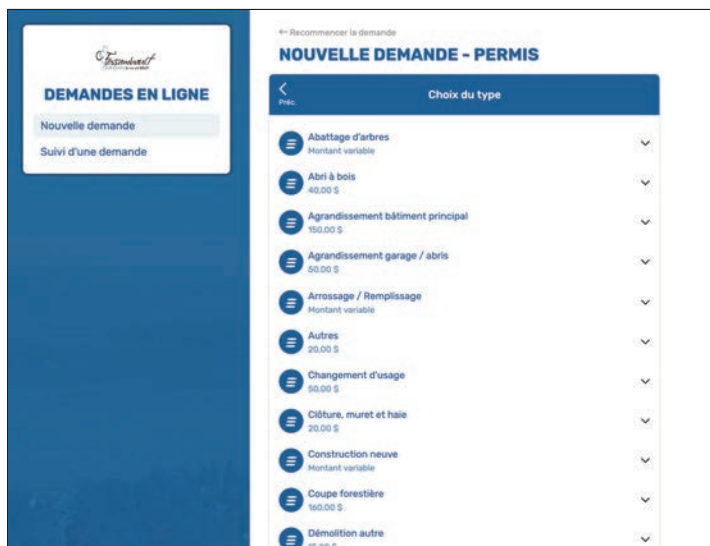 Fossambault
DEMANDES EN LIGNE
Nouvelle demande
Suivi d'une demande
← Recommencer la demande
NOUVELLE DEMANDE - PERMIS
Préc.
Choix du type
Abattage d'arbres
Montant variable
Abri à bois
40,00 $
Agrandissement bâtiment principal
150,00 $
Agrandissement garage / abris
50,00 $
Arrossage / Remplissage
Montant variable
Autres
20,00 $
Changement d'usage
50,00 $
Clôture, muret et haie
20,00 $
Construction neuve
Montant variable
Coupe forestière
160,00 $
Démolition autre